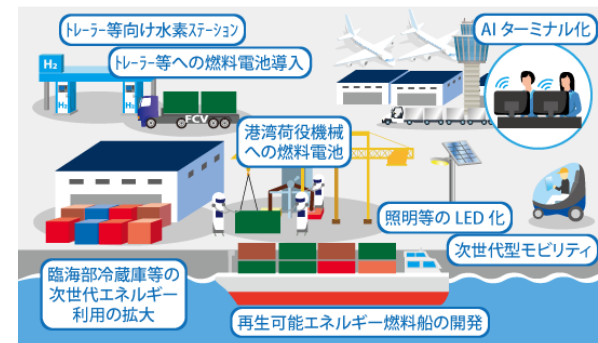 トレーラー等向け水素ステーション
トレーラー等への燃料電池導入
AI ターミナル化
H₂
H₂
H₂
FCV
港湾荷役機械
への燃料電池
照明等の LED 化
次世代型モビリティ
臨海部冷蔵庫等の
次世代エネルギー
利用の拡大
再生可能エネルギー燃料船の開発